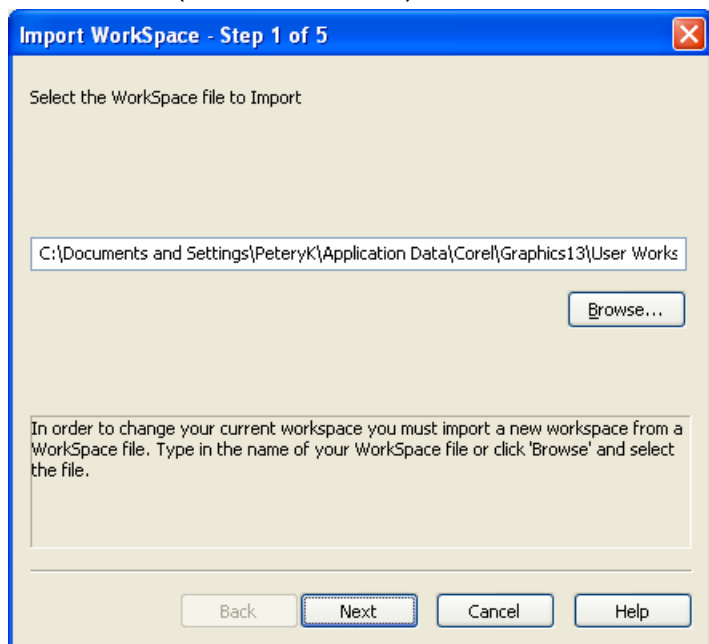 Import WorkSpace - Step 1 of 5
Select the WorkSpace file to Import
C:\Documents and Settings\PeteryK\Application Data\Corel\Graphics13\User Works
Browse...
In order to change your current workspace you must import a new workspace from a
WorkSpace file. Type in the name of your WorkSpace file or click 'Browse' and select
the file.
Back Next Cancel Help